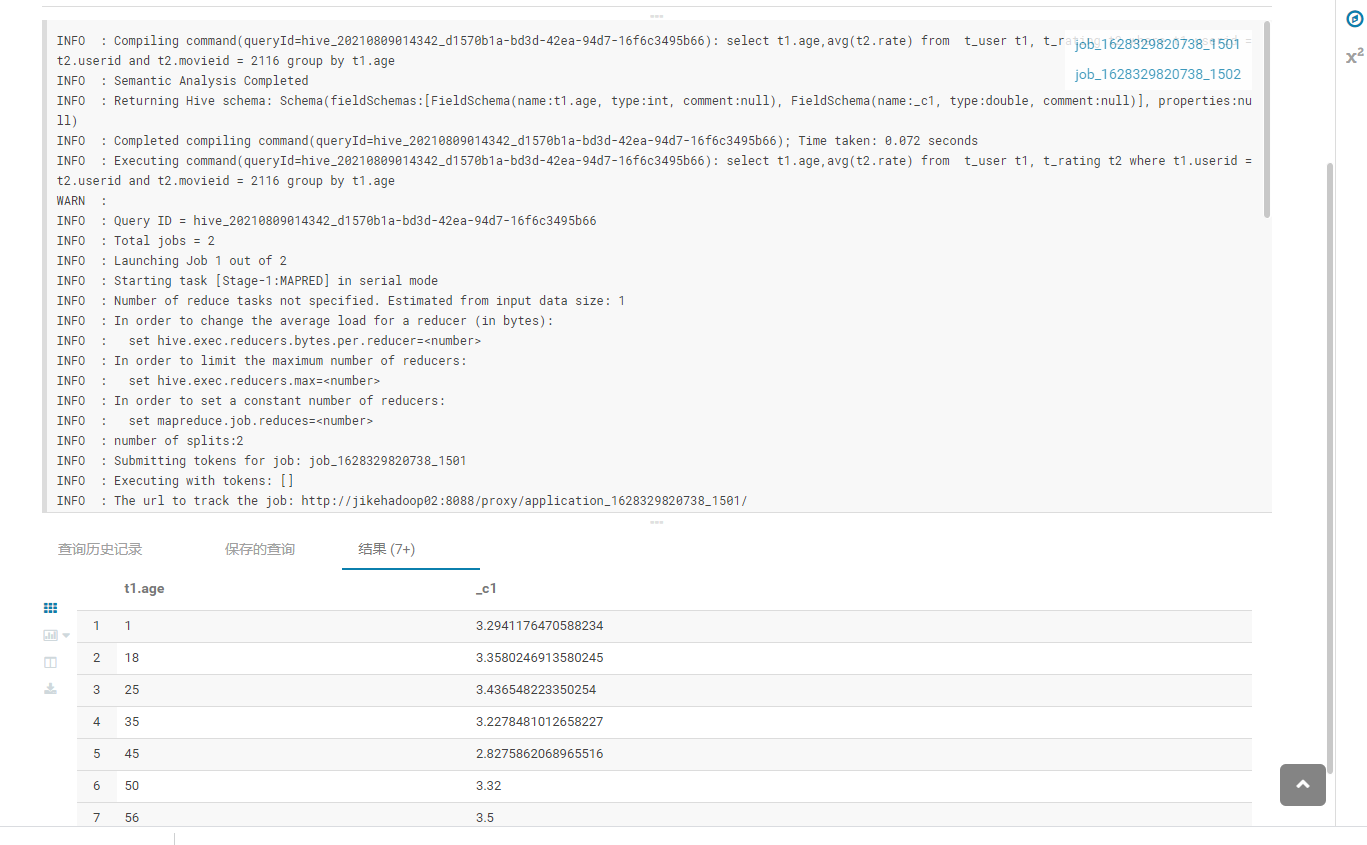 INFO  : Compiling command(queryId=hive_20210809014342_d1570b1a-bd3d-42ea-94d7-16f6c3495b66): select t1.age,avg(t2.rate) from  t_user t1, t_rating t2 where t1.userid =
job_1628329820738_1501
t2.userid and t2.movieid = 2116 group by t1.age
job_1628329820738_1502
INFO  : Semantic Analysis Completed
INFO  : Returning Hive schema: Schema(fieldSchemas:[FieldSchema(name:t1.age, type:int, comment:null), FieldSchema(name:_c1, type:double, comment:null)], properties:nu
ll)
INFO  : Completed compiling command(queryId=hive_20210809014342_d1570b1a-bd3d-42ea-94d7-16f6c3495b66); Time taken: 0.072 seconds
INFO  : Executing command(queryId=hive_20210809014342_d1570b1a-bd3d-42ea-94d7-16f6c3495b66): select t1.age,avg(t2.rate) from  t_user t1, t_rating t2 where t1.userid =
t2.userid and t2.movieid = 2116 group by t1.age
WARN  :
INFO  : Query ID = hive_20210809014342_d1570b1a-bd3d-42ea-94d7-16f6c3495b66
INFO  : Total jobs = 2
INFO  : Launching Job 1 out of 2
INFO  : Starting task [Stage-1:MAPRED] in serial mode
INFO  : Number of reduce tasks not specified. Estimated from input data size: 1
INFO  : In order to change the average load for a reducer (in bytes):
INFO  :   set hive.exec.reducers.bytes.per.reducer=<number>
INFO  : In order to limit the maximum number of reducers:
INFO  :   set hive.exec.reducers.max=<number>
INFO  : In order to set a constant number of reducers:
INFO  :   set mapreduce.job.reduces=<number>
INFO  : number of splits:2
INFO  : Submitting tokens for job: job_1628329820738_1501
INFO  : Executing with tokens: []
INFO  : The url to track the job: http://jikehadoop02:8088/proxy/application_1628329820738_1501/
查询历史记录 保存的查询 结果 (7+)
t1.age _c1
1 1 3.2941176470588234
2 18 3.3580246913580245
3 25 3.436548223350254
4 35 3.2278481012658227
5 45 2.8275862068965516
6 50 3.32
7 56 3.5
x²